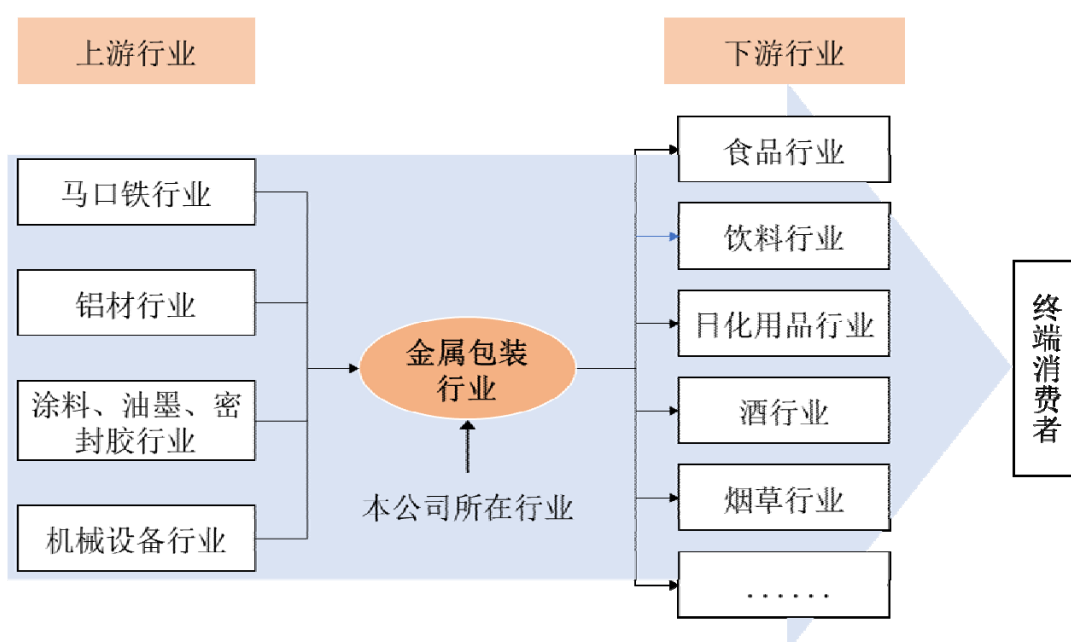 上游行业
下游行业
马口铁行业
铝材行业
涂料、油墨、密
封胶行业
机械设备行业
金属包装
行业
本公司所在行业
食品行业
饮料行业
日化用品行业
酒行业
烟草行业
......
终端消费者